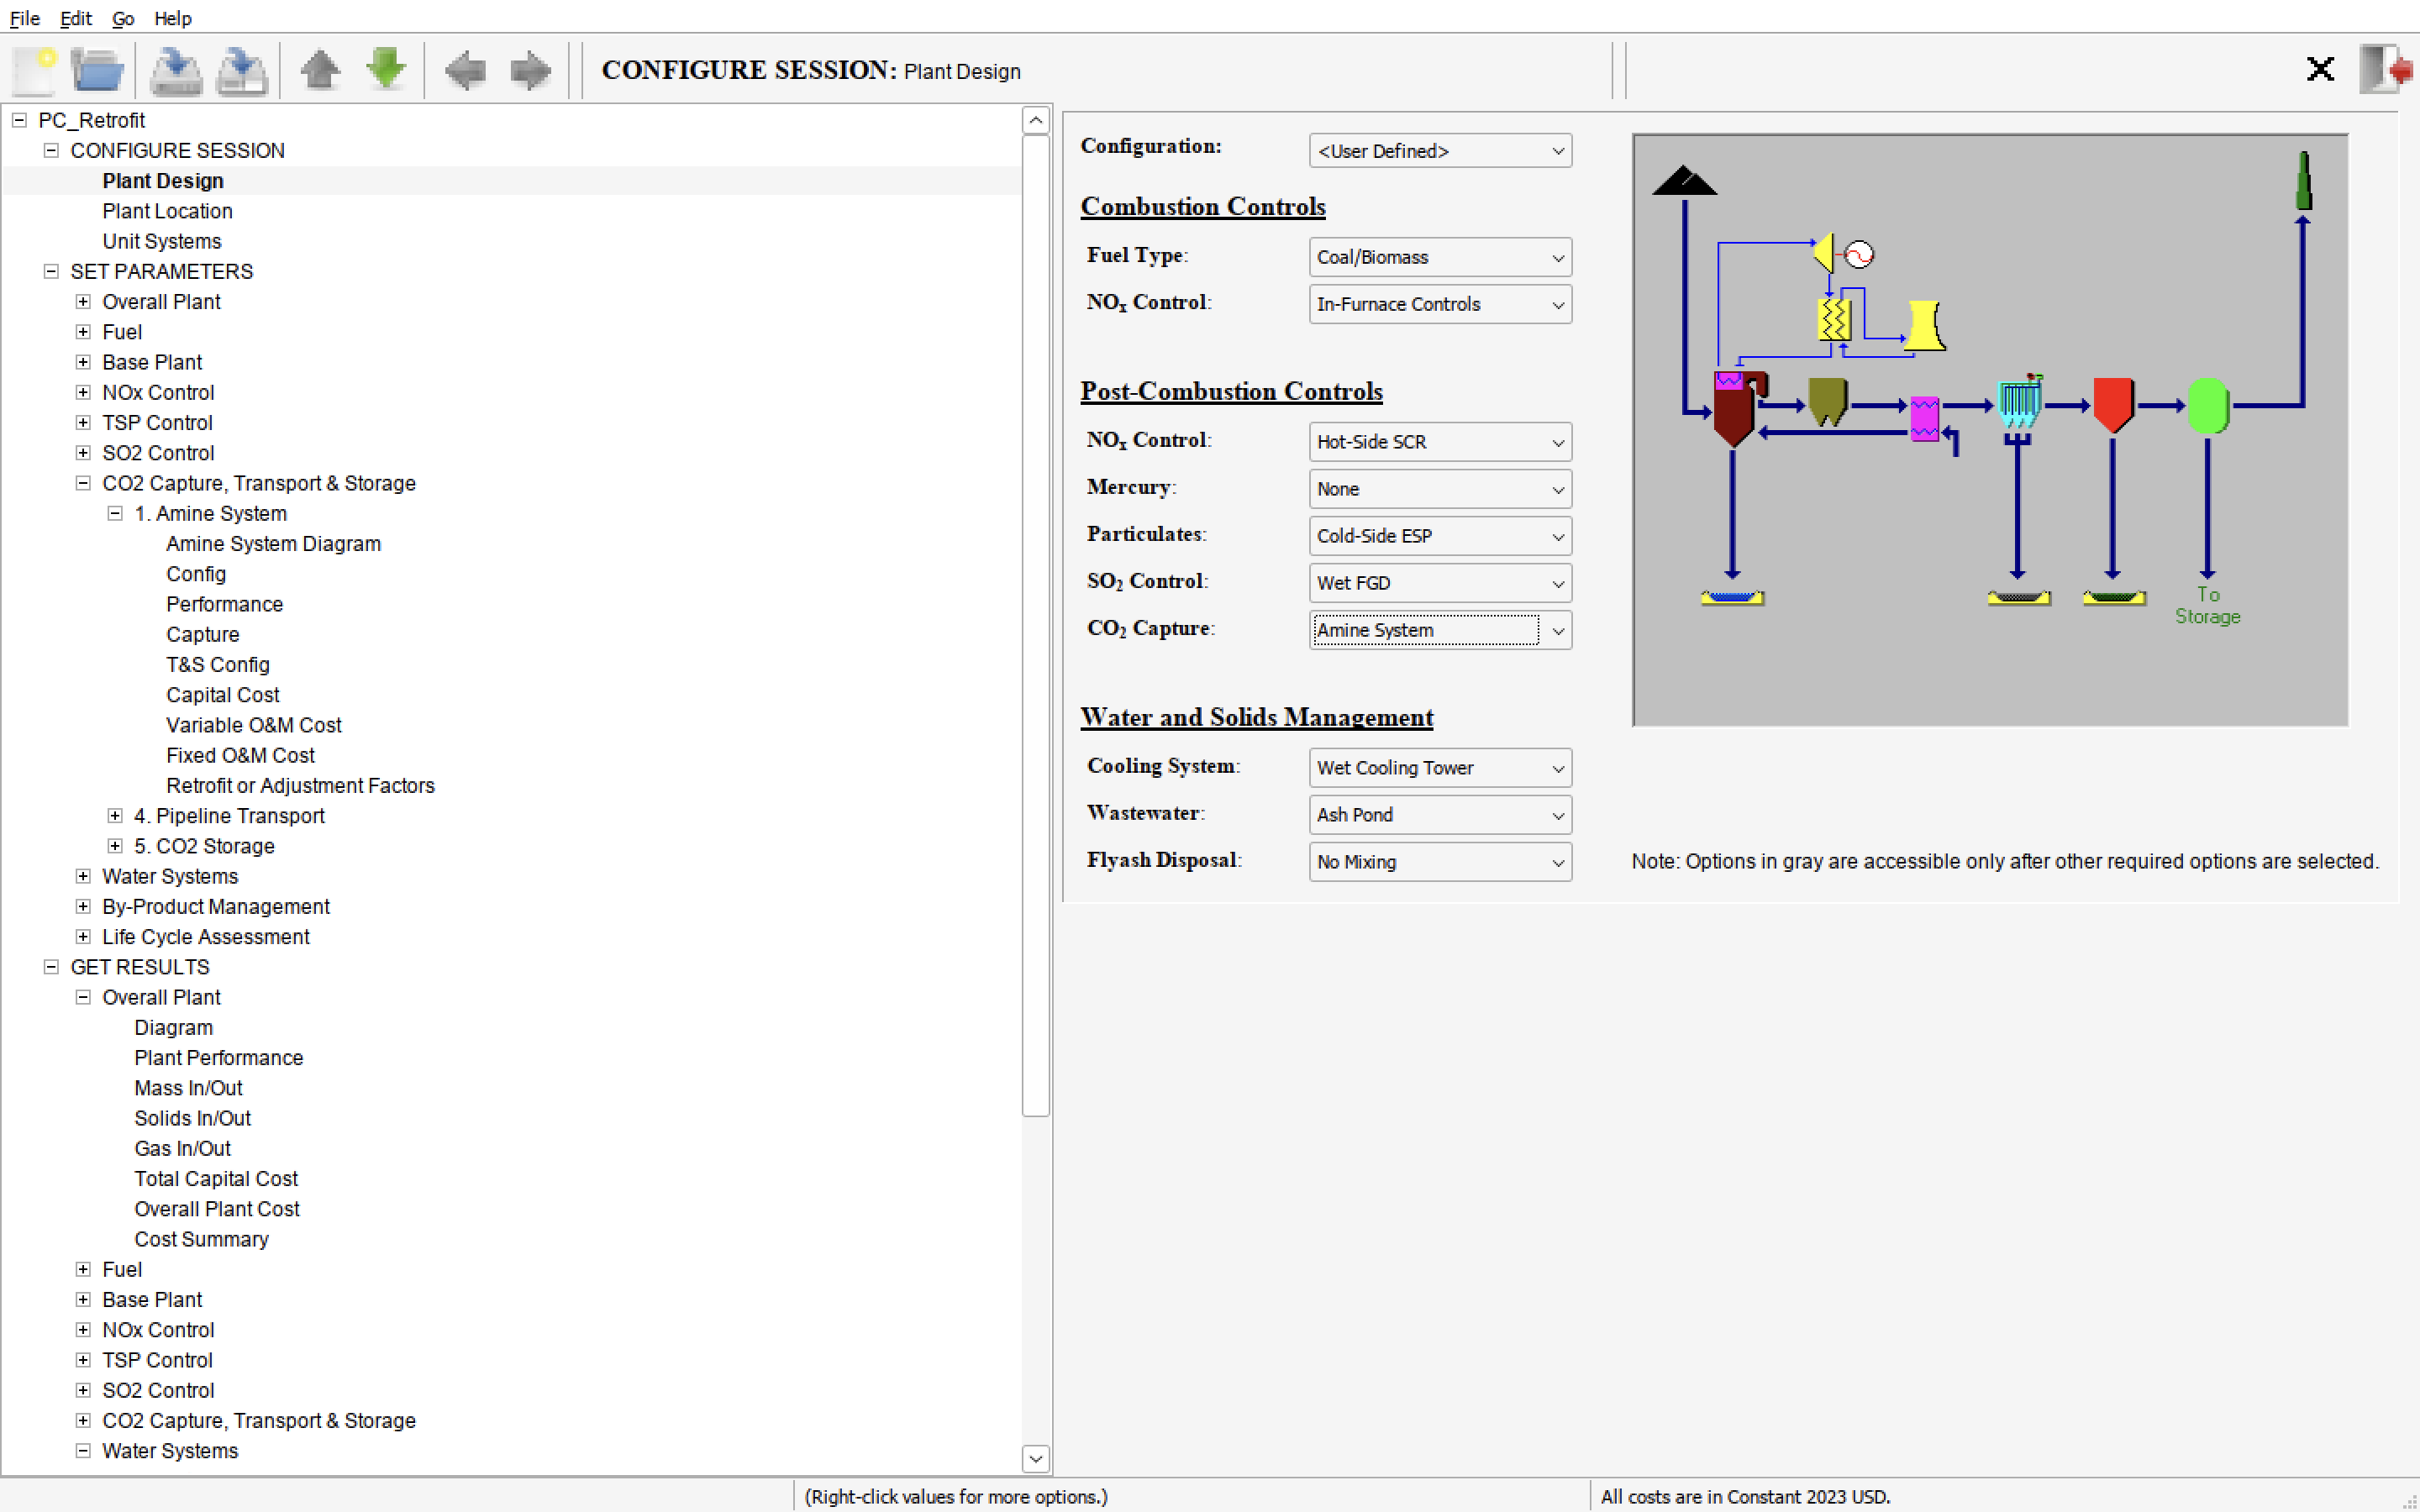 File Edit Go Help
CONFIGURE SESSION: Plant Design
PC_Retrofit
CONFIGURE SESSION
Plant Design
Plant Location
Unit Systems
SET PARAMETERS
Overall Plant
Fuel
Base Plant
NOx Control
TSP Control
SO2 Control
CO2 Capture, Transport & Storage
1. Amine System
Amine System Diagram
Config
Performance
Capture
T&S Config
Capital Cost
Variable O&M Cost
Fixed O&M Cost
Retrofit or Adjustment Factors
4. Pipeline Transport
5. CO2 Storage
Water Systems
By-Product Management
Life Cycle Assessment
GET RESULTS
Overall Plant
Diagram
Plant Performance
Mass In/Out
Solids In/Out
Gas In/Out
Total Capital Cost
Overall Plant Cost
Cost Summary
Fuel
Base Plant
NOx Control
TSP Control
SO2 Control
CO2 Capture, Transport & Storage
Water Systems
Configuration: <User Defined>
Combustion Controls
Fuel Type: Coal/Biomass
NOx Control: In-Furnace Controls
Post-Combustion Controls
NOx Control: Hot-Side SCR
Mercury: None
Particulates: Cold-Side ESP
SO2 Control: Wet FGD
CO2 Capture: Amine System
Water and Solids Management
Cooling System: Wet Cooling Tower
Wastewater: Ash Pond
Flyash Disposal: No Mixing
To
Storage
Note: Options in gray are accessible only after other required options are selected.
(Right-click values for more options.)
All costs are in Constant 2023 USD.